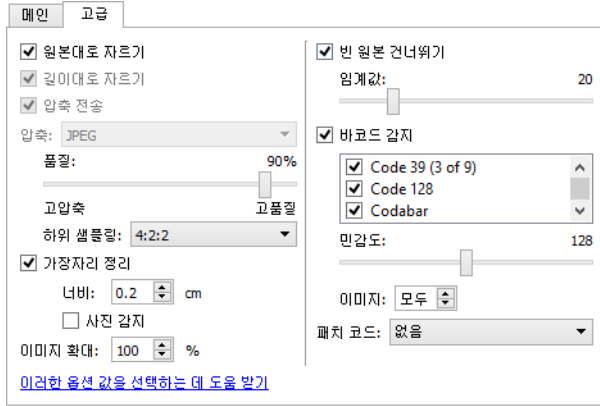 메인
고급
원본대로 자르기
길이대로 자르기
압축 전송
압축: JPEG
품질: 90%
고압축 고품질
하위 샘플링: 4:2:2
가장자리 정리
너비: 0.2 cm
사진 감지
이미지 확대: 100 %
이러한 옵션 값을 선택하는 데 도움 받기
빈 원본 건너뛰기
임계값: 20
바코드 감지
Code 39 (3 of 9)
Code 128
Codabar
민감도: 128
이미지: 모두
패치 코드: 없음